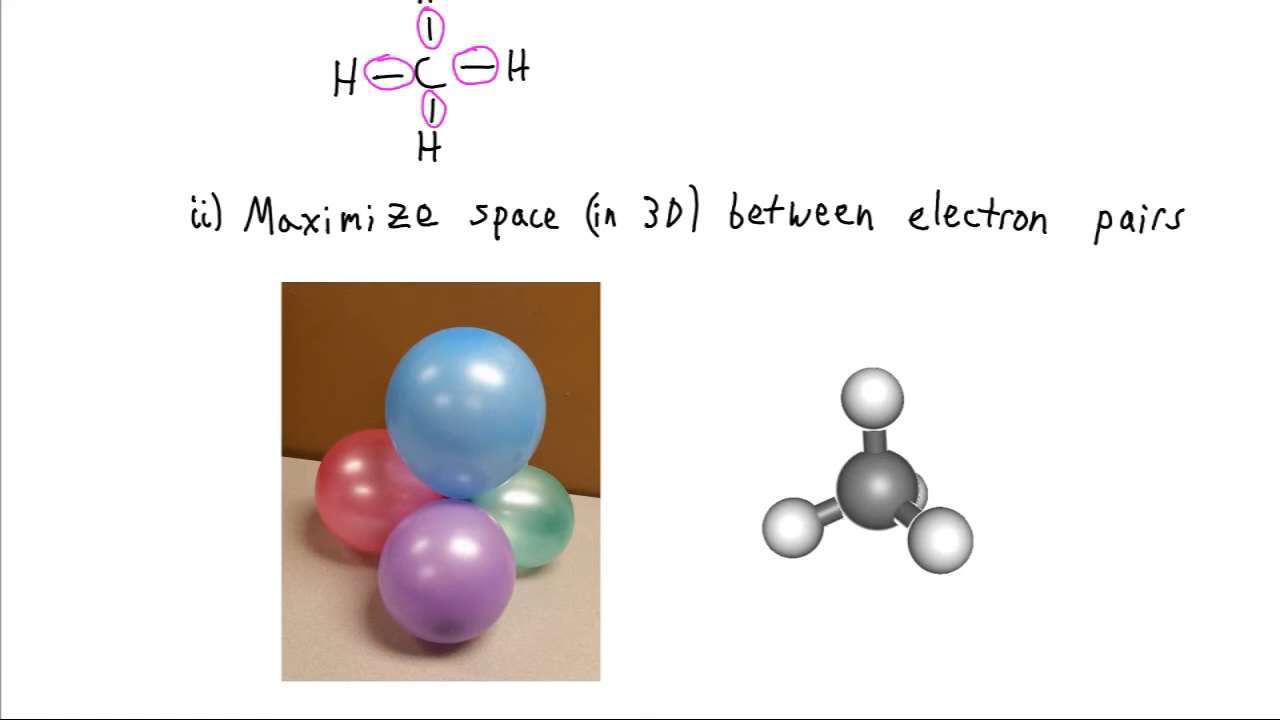 H — C — H
H
ii) Maximize space (in 3D) between electron pairs